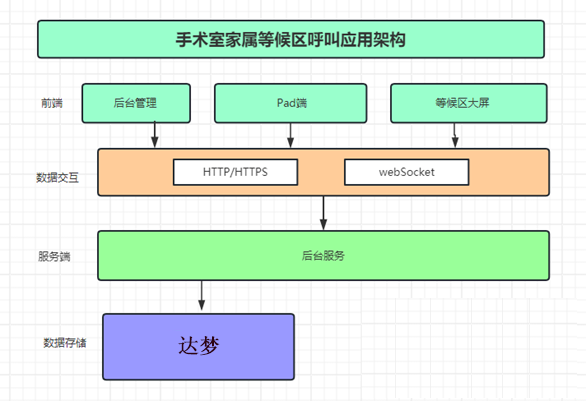 手术室家属等候区呼叫应用架构
前端
后台管理
Pad端
等候区大屏
数据交互
HTTP/HTTPS
webSocket
服务端
后台服务
数据存储
达梦